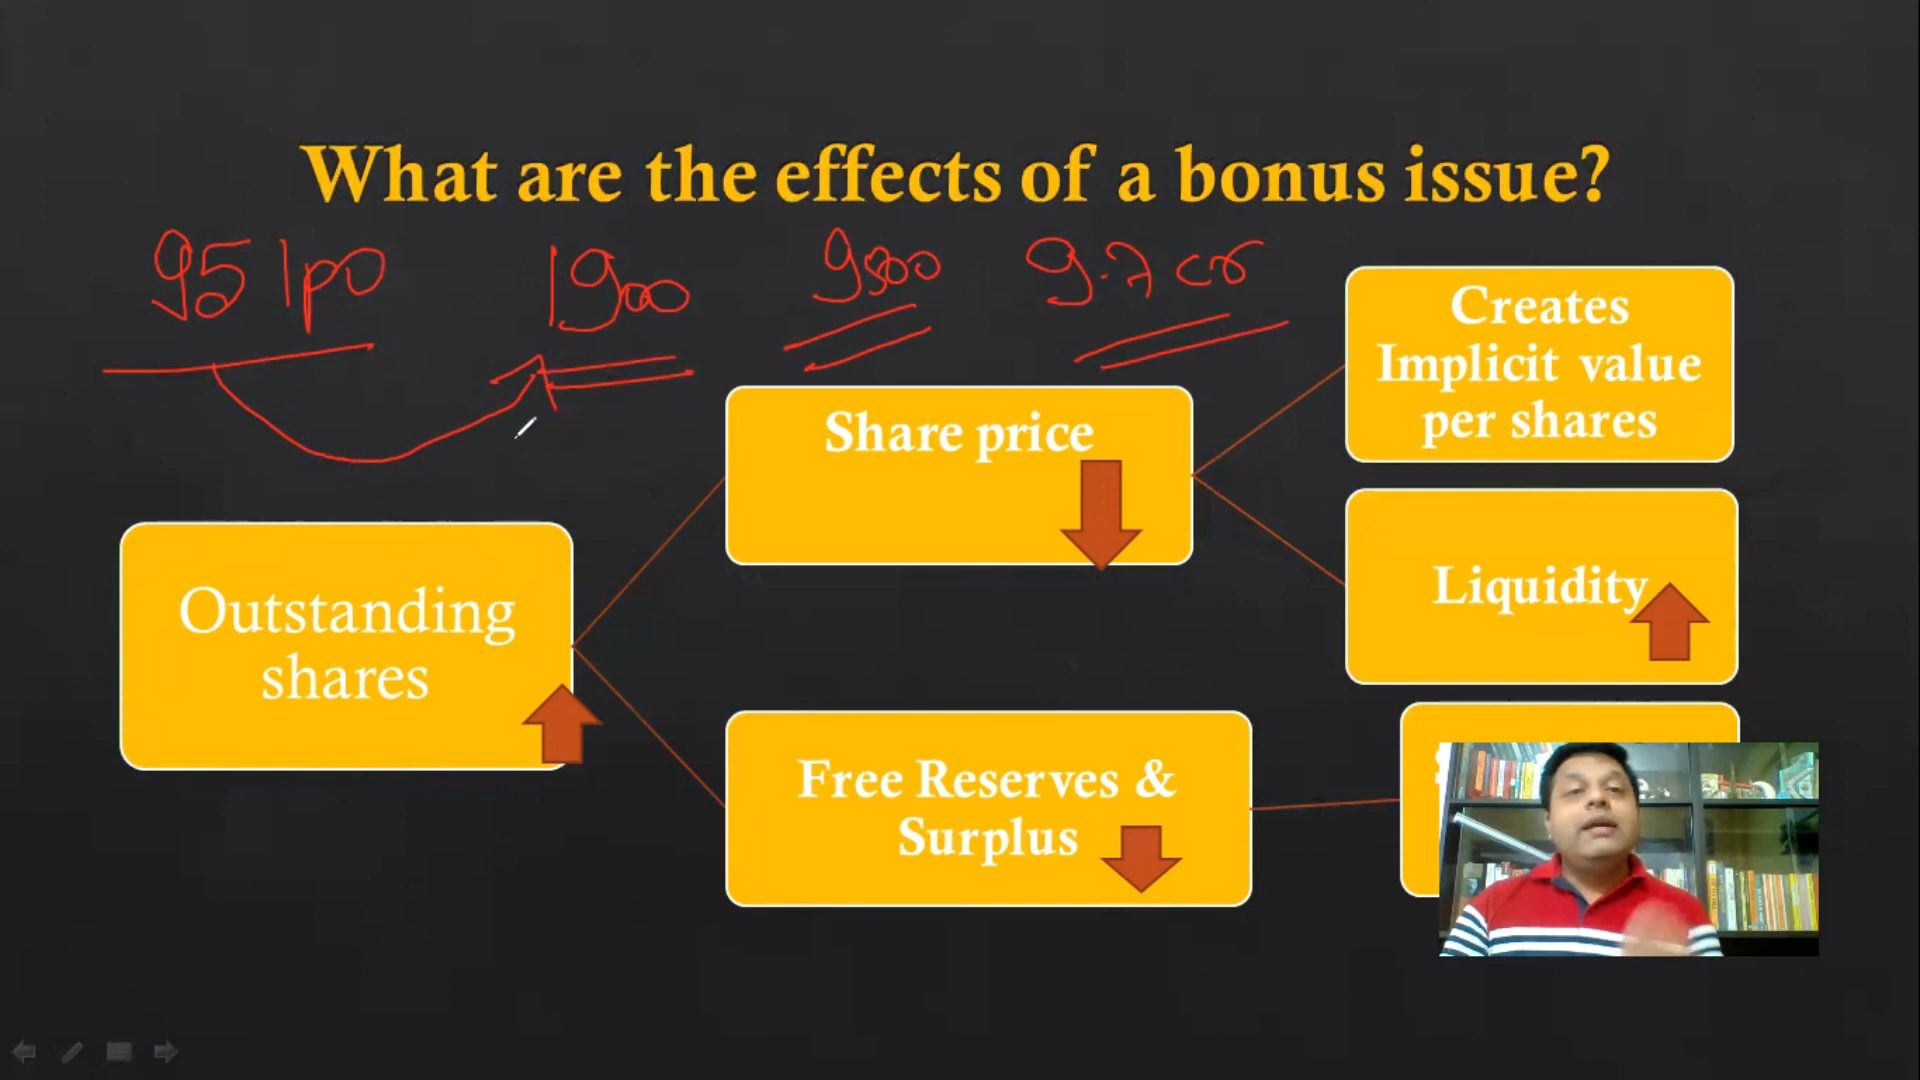 What are the effects of a bonus issue?
95 Ipo 1900 9500 9.7 cr
Creates
Implicit value
per shares
Share price
Liquidity
Outstanding
shares
Free Reserves &
Surplus